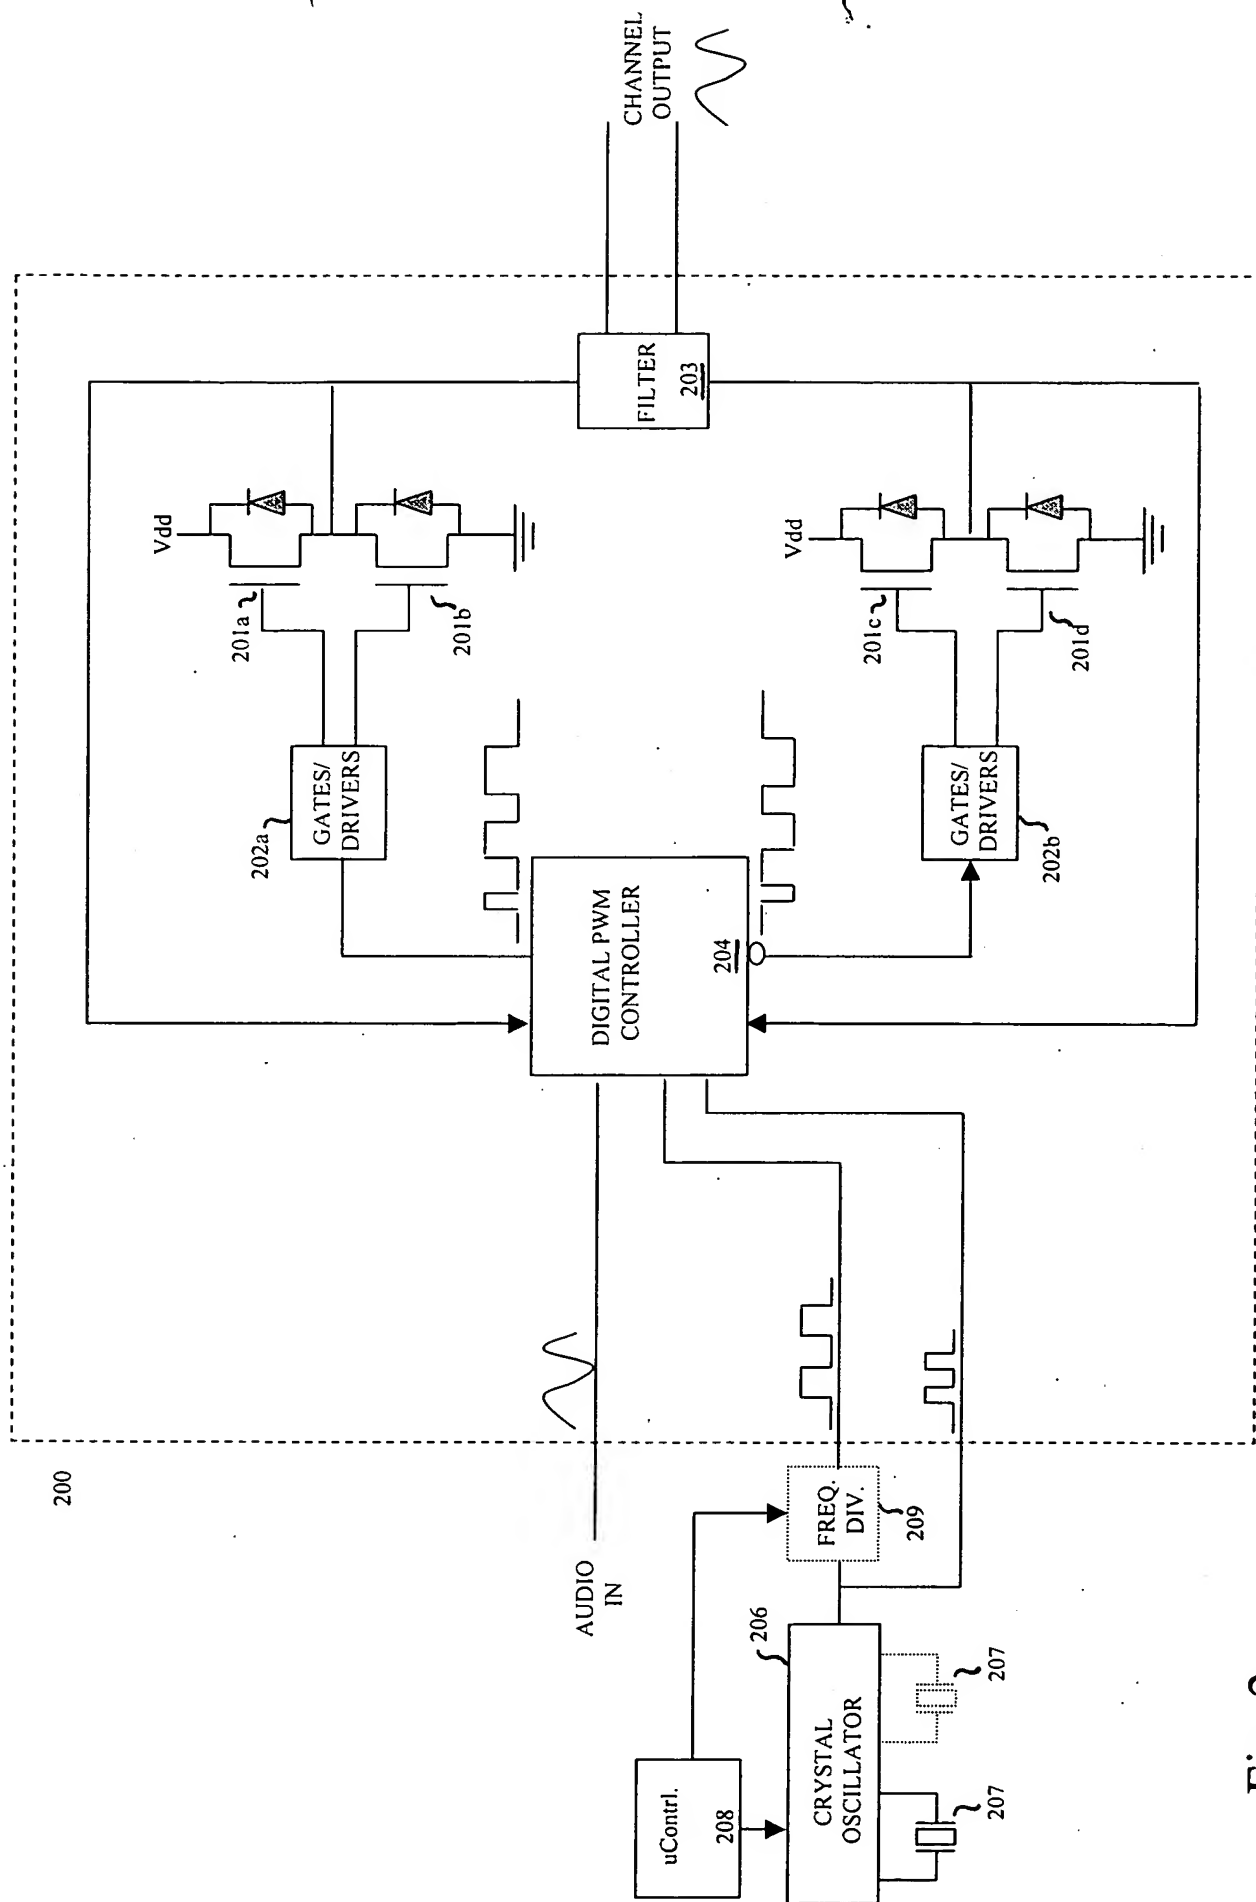 200
Vdd
201a
201b
202a
GATES/
DRIVERS
CHANNEL
OUTPUT
FILTER
203
DIGITAL PWM
CONTROLLER
204
Vdd
201c
201d
GATES/
DRIVERS
202b
AUDIO
IN
uContrl.
208
FREQ.
DIV.
209
206
CRYSTAL
OSCILLATOR
207
207